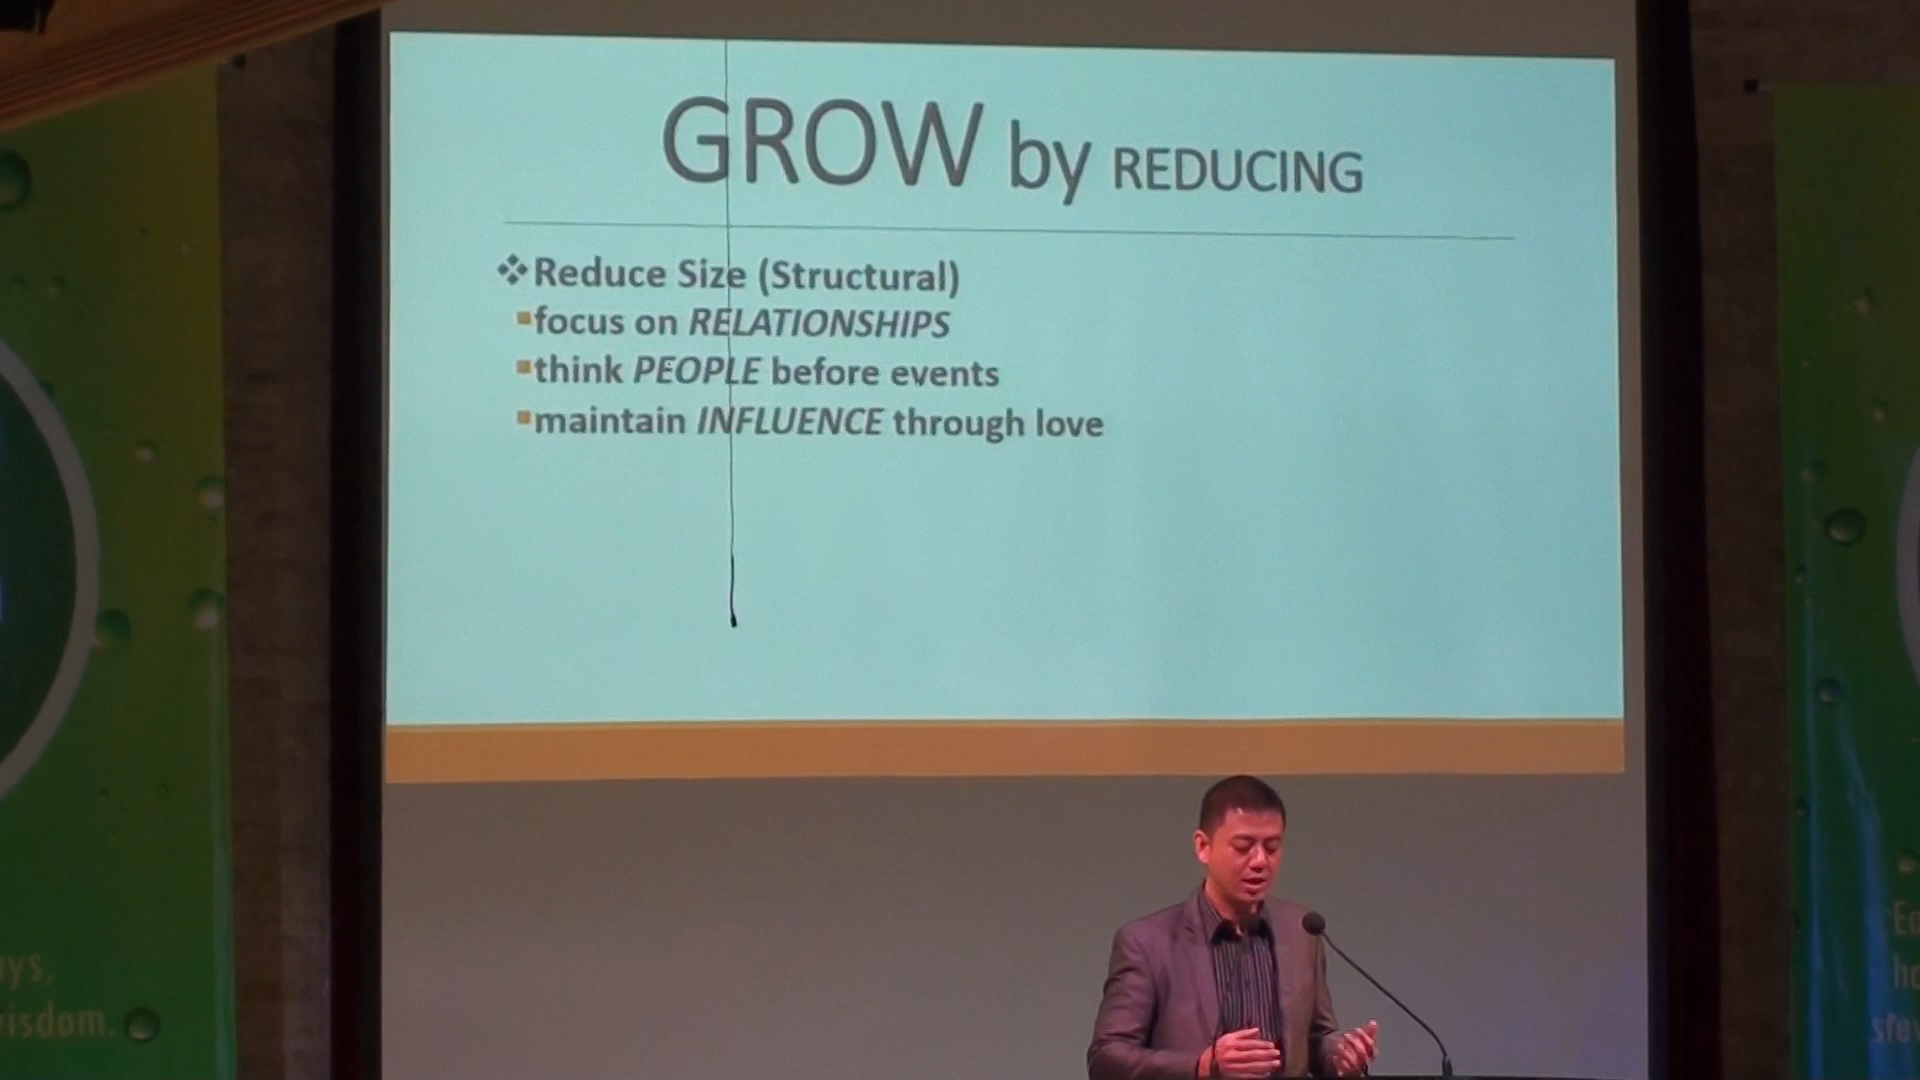 GROW by REDUCING
❖Reduce Size (Structural)
▪focus on RELATIONSHIPS
▪think PEOPLE before events
▪maintain INFLUENCE through love